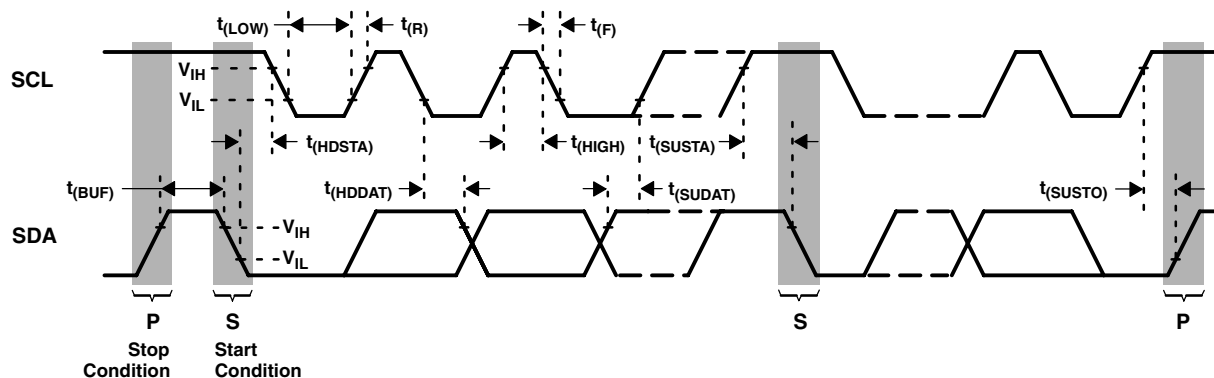 t(LOW)
t(R)
t(F)
SCL
VIH
VIL
t(HDSTA)
t(HIGH)
t(SUSTA)
t(BUF)
t(HDDAT)
t(SUDAT)
t(SUSTO)
SDA
VIH
VIL
P
S
S
P
Stop
Condition
Start
Condition